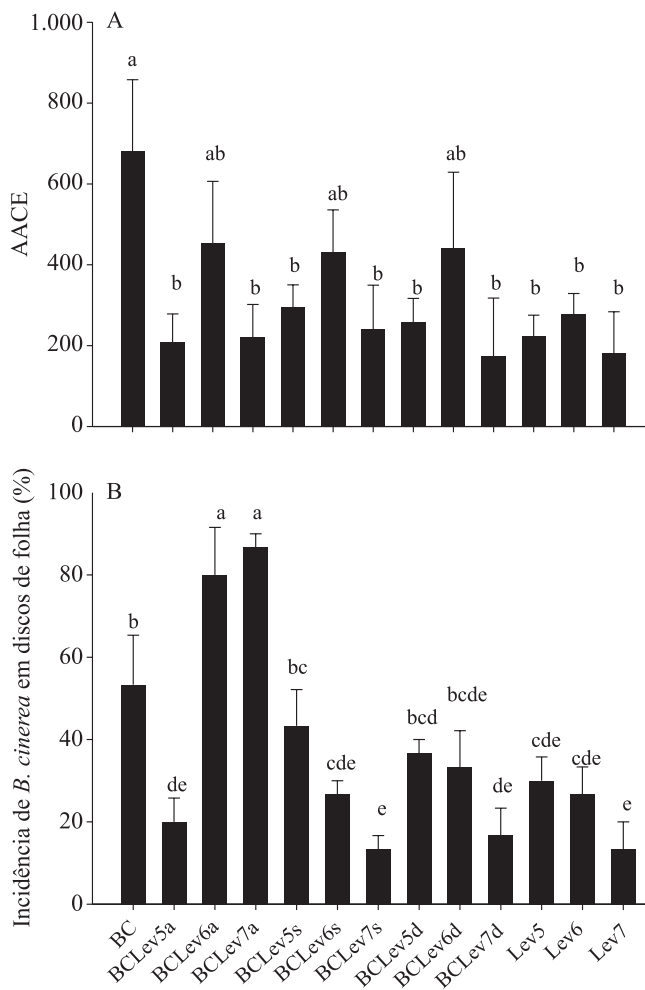 A
AACE
1.000
800
600
400
200
0
a
b
ab
b
b
ab
b
b
ab
b
b
b
b
B
Incidência de B. cinerea em discos de folha (%)
100
80
60
40
20
0
b
de
a
a
bc
cde
e
bcd
bcde
de
cde
cde
e
BC
BCLev5a
BCLev6a
BCLev7a
BCLev5s
BCLev6s
BCLev7s
BCLev5d
BCLev6d
BCLev7d
Lev5
Lev6
Lev7